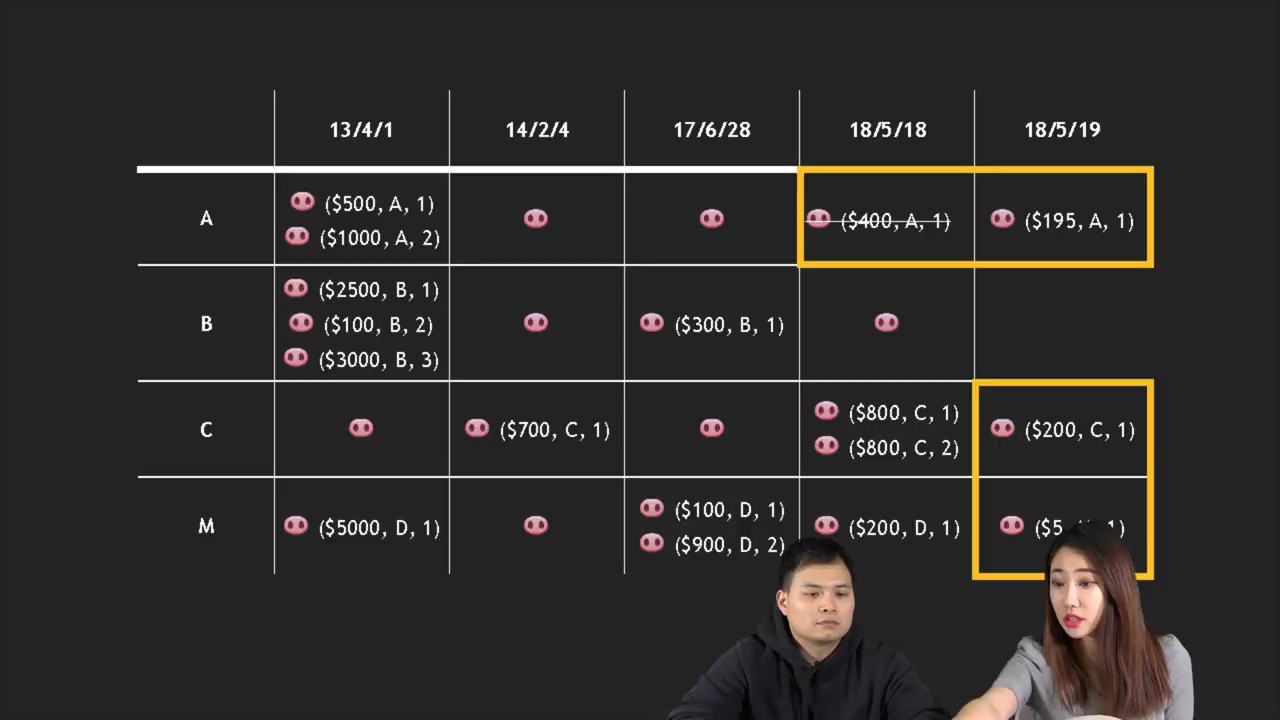 13/4/1 14/2/4 17/6/28 18/5/18 18/5/19
A
($500, A, 1)
($1000, A, 2)
($400, A, 1)
($195, A, 1)
B
($2500, B, 1)
($100, B, 2)
($3000, B, 3)
($300, B, 1)
C
($700, C, 1)
($800, C, 1)
($800, C, 2)
($200, C, 1)
M
($5000, D, 1)
($100, D, 1)
($900, D, 2)
($200, D, 1)
($5
1)